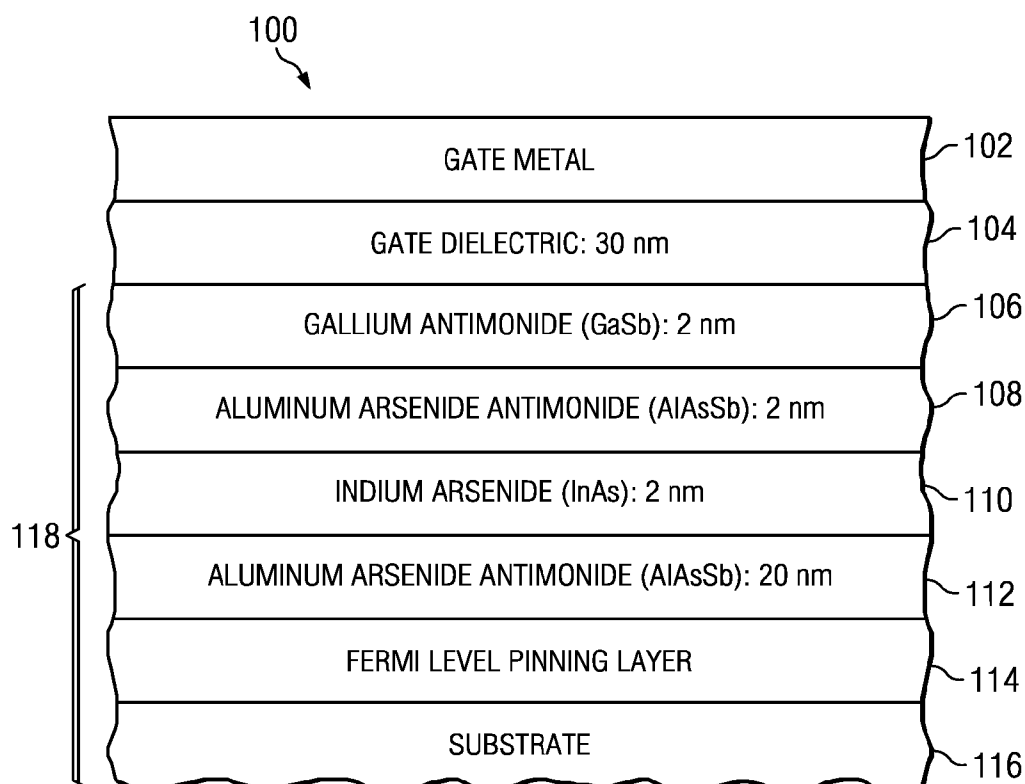 100
GATE METAL
102
GATE DIELECTRIC: 30 nm
104
GALLIUM ANTIMONIDE (GaSb): 2 nm
106
ALUMINUM ARSENIDE ANTIMONIDE (AlAsSb): 2 nm
108
INDIUM ARSENIDE (InAs): 2 nm
110
118
ALUMINUM ARSENIDE ANTIMONIDE (AlAsSb): 20 nm
112
FERMI LEVEL PINNING LAYER
114
SUBSTRATE
116